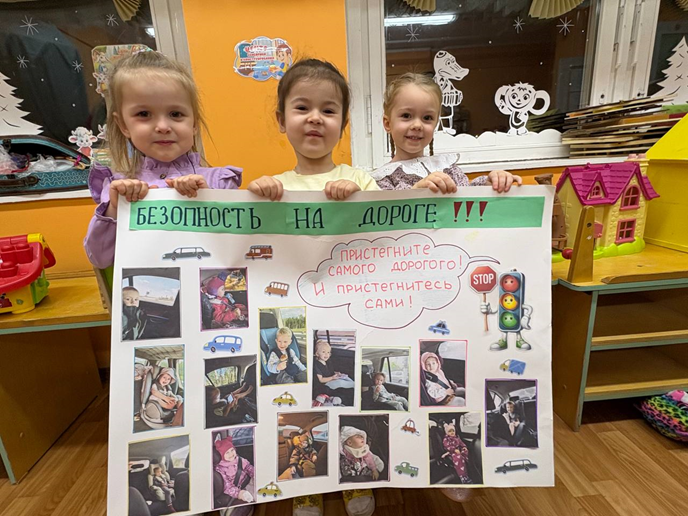 БЕЗОПНОСТЬ НА ДОРОГЕ !!!
ПРИСТЕГНИТЕ
САМОГО ДОРОГОГО!
И ПРИСТЕГНИТЕСЬ
САМИ!
STOP